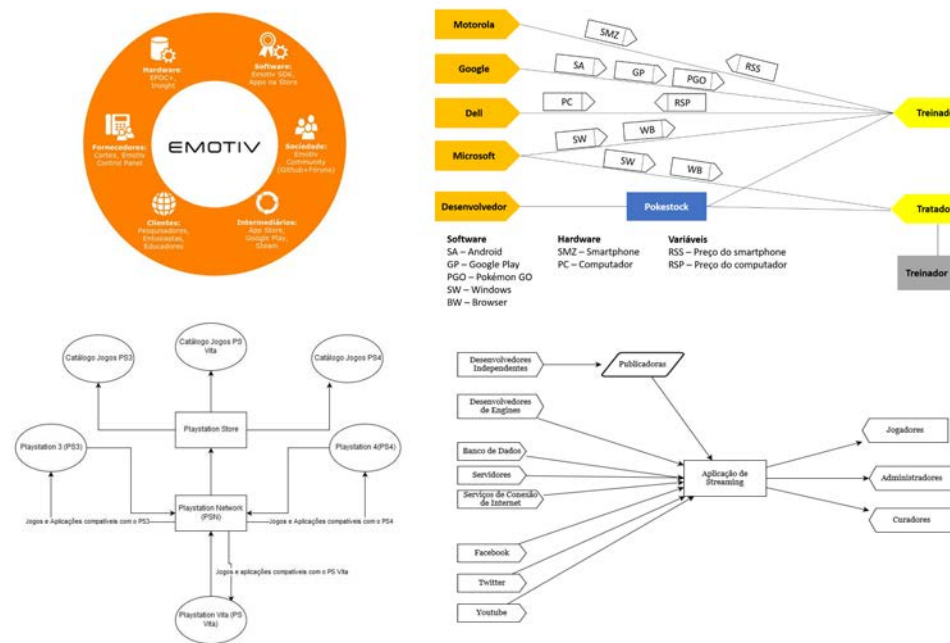 Hardware:
EPOC+,
Insight
Software:
Emotiv SDK,
Apps na Store
Fornecedores:
Cortex, Emotiv
Control Panel
EMOTIV
Sociedade:
Emotiv
Community
(Github+Fóruns)
Clientes:
Pesquisadores,
Entusiastas,
Educadores
Intermediários:
App Store,
Google Play,
Steam
Motorola
SMZ
RSS
Google
SA
GP
PGO
Treinado
Dell
PC
RSP
Microsoft
SW
WB
SW
WB
Desenvolvedor
Pokestock
Tratado
Treinador
Software
SA – Android
GP – Google Play
PGO – Pokémon GO
SW – Windows
BW – Browser
Hardware
SMZ – Smartphone
PC – Computador
Variáveis
RSS – Preço do smartphone
RSP – Preço do computador
Catálogo Jogos PS3
Catálogo Jogos PS
Vita
Catálogo Jogos PS4
Playstation Store
Playstation 3 (PS3)
Playstation 4(PS4)
Playstation Network
(PSN)
Jogos e Aplicações compatíveis com o PS3
Jogos e Aplicações compatíveis com o PS4
Jogos e aplicações compatíveis com o PS Vita
Playstation Vita (PS
Vita)
Desenvolvedores
Independentes
Publicadoras
Desenvolvedores
de Engines
Banco de Dados
Servidores
Serviços de Conexão
de Internet
Aplicação de
Streaming
Jogadores
Administradores
Curadores
Facebook
Twitter
Youtube